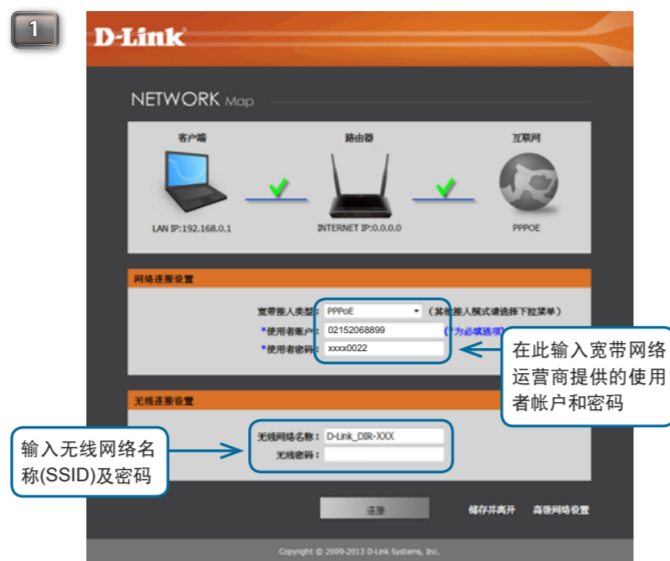 1
D-Link
NETWORK Map
客户端 路由器 互联网
LAN IP:192.168.0.1 INTERNET IP:0.0.0.0 PPPOE
网络连接设置
宽带接入类型： PPPoE （其他接入模式请选择下拉菜单）
*使用者账户： 02152068899 (*为必填选项)
*使用者密码： xxxx0022
在此输入宽带网络
运营商提供的使用
者帐户和密码
无线连接设置
无线网络名称： D-Link_DIR-XXX
无线密码：
输入无线网络名
称(SSID)及密码
连接 储存并离开 高级网络设置
Copyright © 2009-2013 D-Link Systems, Inc.